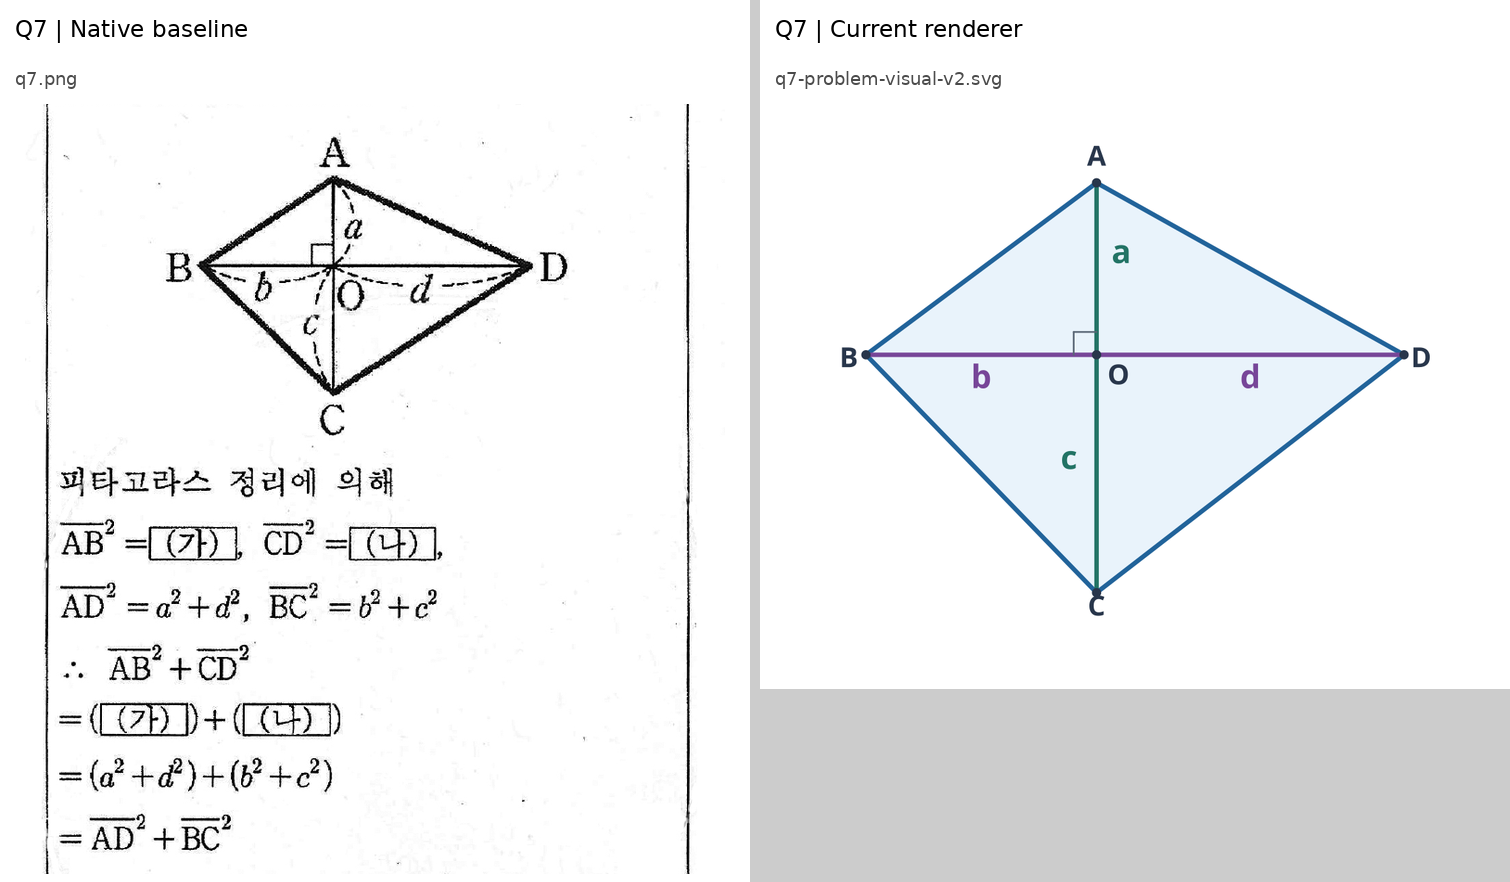 Q7 | Native baseline
q7.png
A
a
B
D
b
O
d
c
C
피타고라스 정리에 의해
AB² = (가), CD² = (나),
AD² = a² + d², BC² = b² + c²
∴ AB² + CD²
= ( (가) ) + ( (나) )
= (a² + d²) + (b² + c²)
= AD² + BC²
Q7 | Current renderer
q7-problem-visual-v2.svg
A
a
B
D
b
O
d
c
C